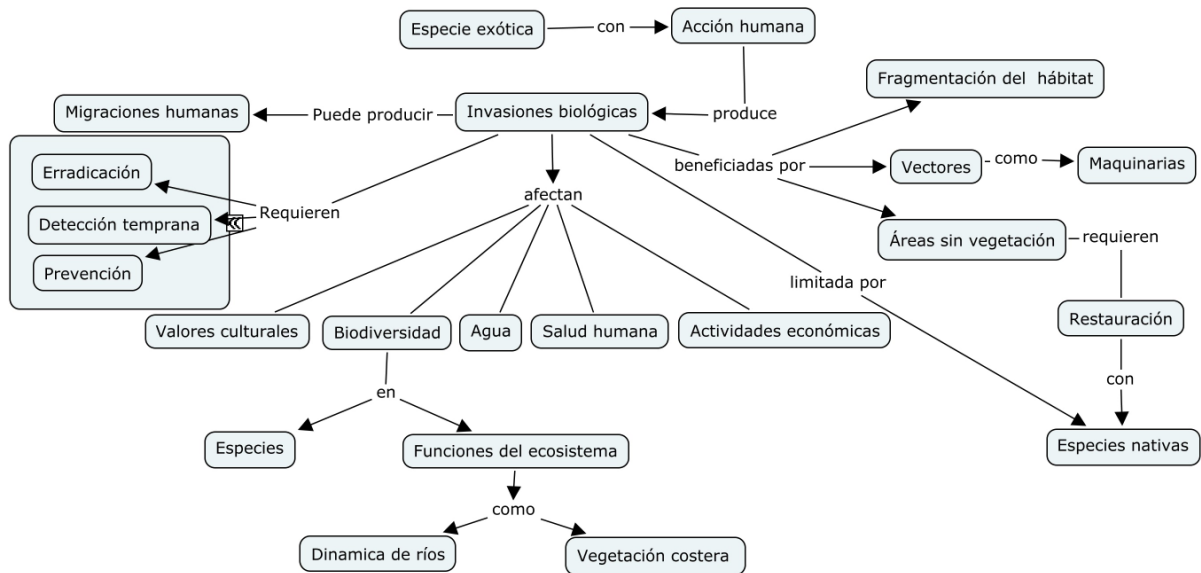 Especie exótica
con
Acción humana
Fragmentación del  hábitat
Migraciones humanas
Puede producir
Invasiones biológicas
produce
beneficiadas por
Vectores
como
Maquinarias
Erradicación
Detección temprana
Prevención
Requieren
afectan
Áreas sin vegetación
requieren
limitada por
Restauración
Valores culturales
Biodiversidad
Agua
Salud humana
Actividades económicas
con
en
Especies
Funciones del ecosistema
Especies nativas
como
Dinamica de ríos
Vegetación costera